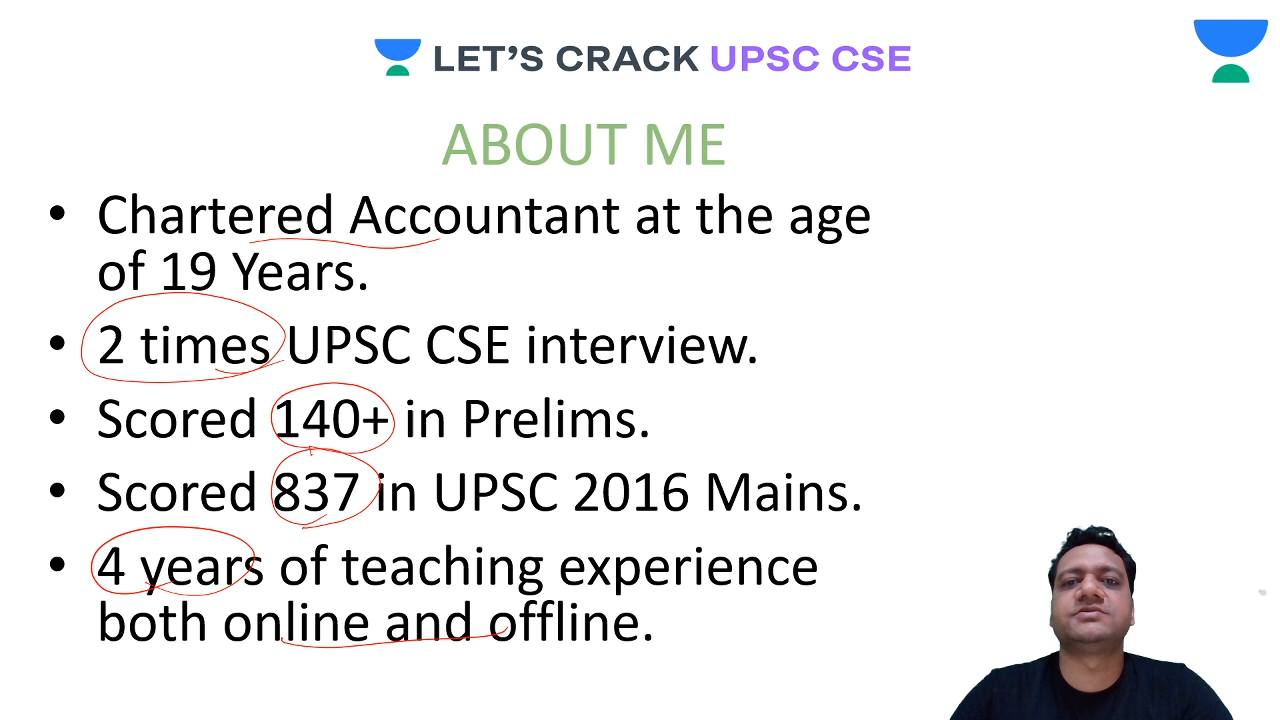 LET'S CRACK UPSC CSE
ABOUT ME
• Chartered Accountant at the age
of 19 Years.
• 2 times UPSC CSE interview.
• Scored 140+ in Prelims.
• Scored 837 in UPSC 2016 Mains.
• 4 years of teaching experience
both online and offline.